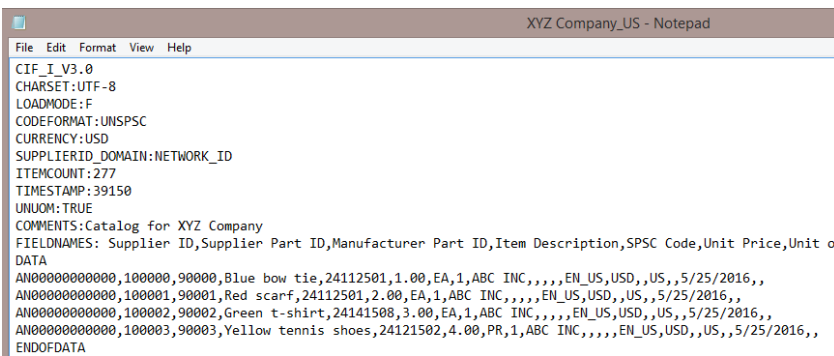 XYZ Company_US - Notepad
File Edit Format View Help
CIF_I_V3.0
CHARSET:UTF-8
LOADMODE:F
CODEFORMAT:UNSPSC
CURRENCY:USD
SUPPLIERID_DOMAIN:NETWORK_ID
ITEMCOUNT:277
TIMESTAMP:39150
UNUOM:TRUE
COMMENTS:Catalog for XYZ Company
FIELDNAMES: Supplier ID,Supplier Part ID,Manufacturer Part ID,Item Description,SPSC Code,Unit Price,Unit o
DATA
AN00000000000,100000,90000,Blue bow tie,24112501,1.00,EA,1,ABC INC,,,,,EN_US,USD,,US,,5/25/2016,,
AN00000000000,100001,90001,Red scarf,24112501,2.00,EA,1,ABC INC,,,,,EN_US,USD,,US,,5/25/2016,,
AN00000000000,100002,90002,Green t-shirt,24141508,3.00,EA,1,ABC INC,,,,,EN_US,USD,,US,,5/25/2016,,
AN00000000000,100003,90003,Yellow tennis shoes,24121502,4.00,PR,1,ABC INC,,,,,EN_US,USD,,US,,5/25/2016,,
ENDOFDATA